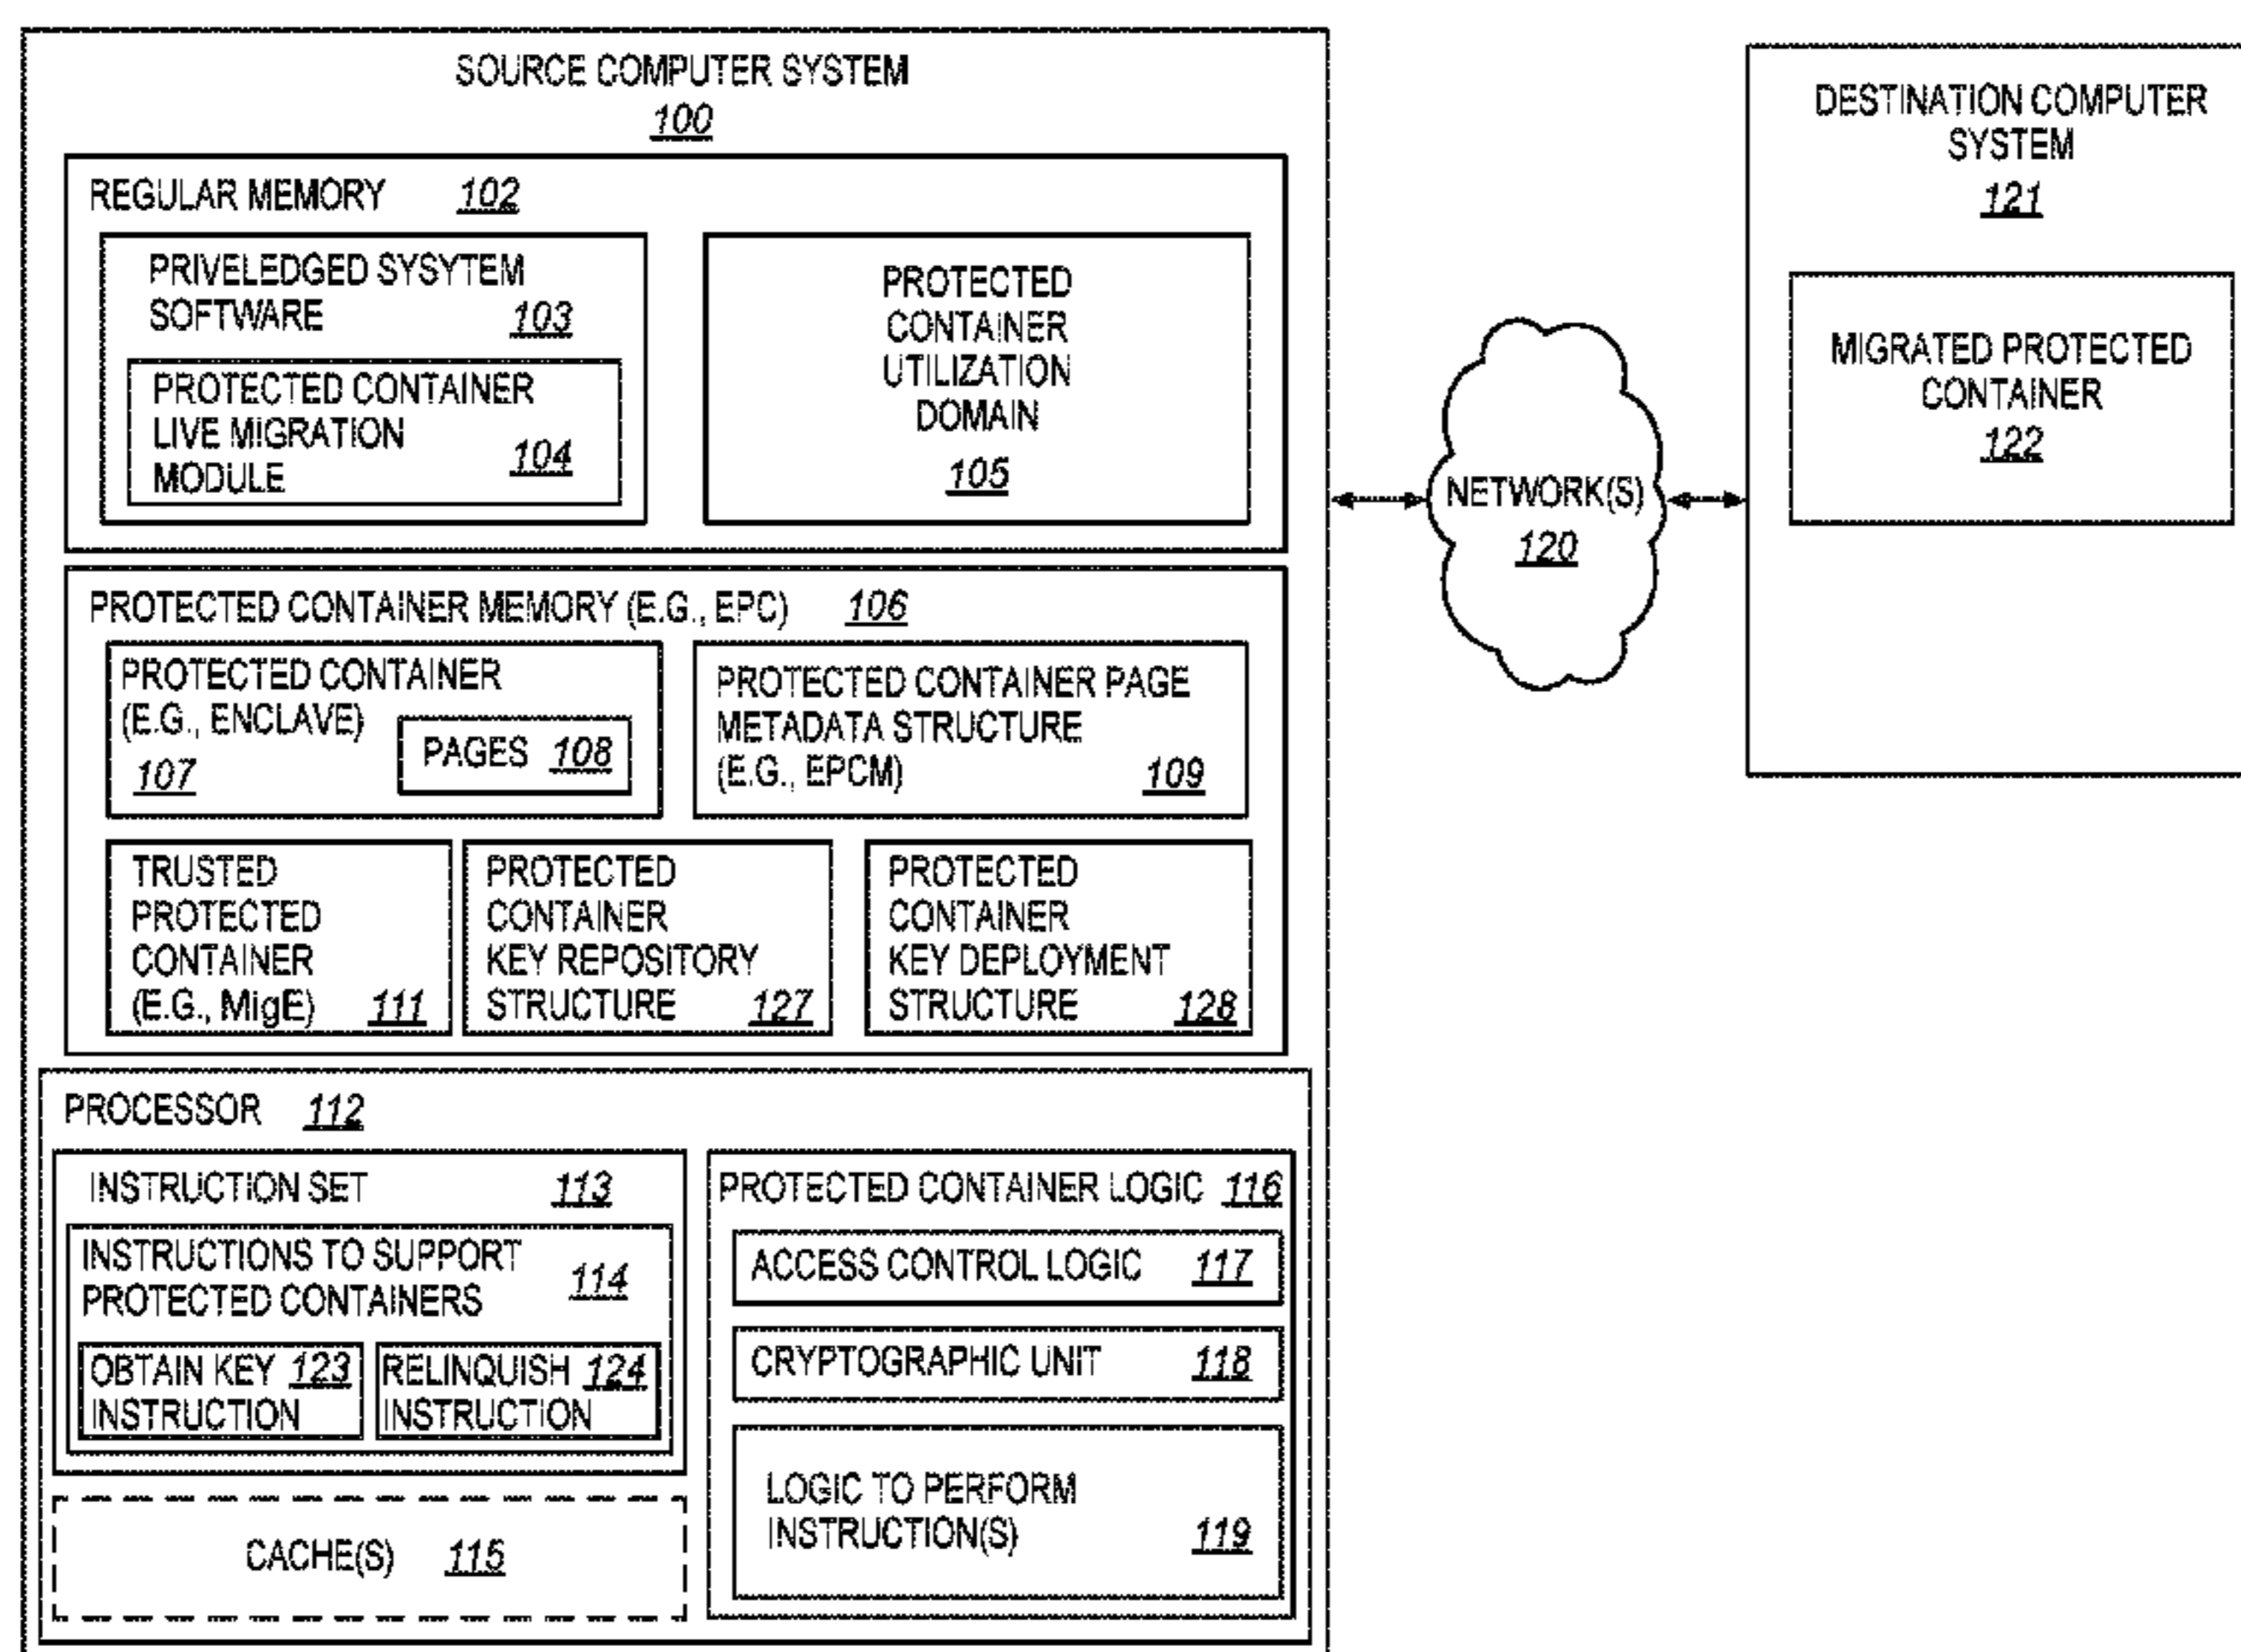 SOURCE COMPUTER SYSTEM
100
REGULAR MEMORY 102
PRIVELEDGED SYSYTEM
SOFTWARE 103
PROTECTED CONTAINER
LIVE MIGRATION
MODULE 104
PROTECTED
CONTAINER
UTILIZATION
DOMAIN
105
PROTECTED CONTAINER MEMORY (E.G., EPC) 106
PROTECTED CONTAINER
(E.G., ENCLAVE)
107
PAGES 108
PROTECTED CONTAINER PAGE
METADATA STRUCTURE
(E.G., EPCM) 109
TRUSTED
PROTECTED
CONTAINER
(E.G., MigE) 111
PROTECTED
CONTAINER
KEY REPOSITORY
STRUCTURE 127
PROTECTED
CONTAINER
KEY DEPLOYMENT
STRUCTURE 128
PROCESSOR 112
INSTRUCTION SET 113
INSTRUCTIONS TO SUPPORT
PROTECTED CONTAINERS 114
OBTAIN KEY 123
INSTRUCTION
RELINQUISH 124
INSTRUCTION
CACHE(S) 115
PROTECTED CONTAINER LOGIC 116
ACCESS CONTROL LOGIC 117
CRYPTOGRAPHIC UNIT 118
LOGIC TO PERFORM
INSTRUCTION(S) 119
NETWORK(S)
120
DESTINATION COMPUTER
SYSTEM
121
MIGRATED PROTECTED
CONTAINER
122